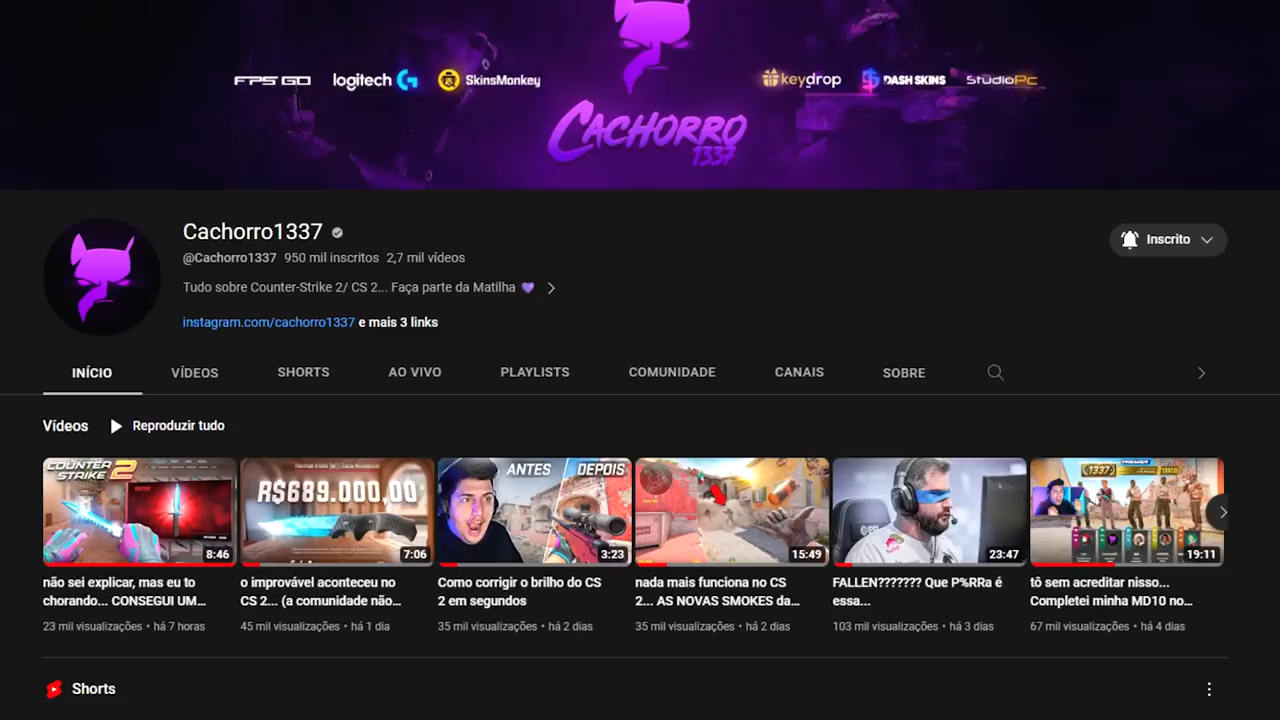 FPS GO
logitech G
SkinsMonkey
keydrop
DASH SKINS
StudioPc
CACHORRO
1337
Cachorro1337
@Cachorro1337 950 mil inscritos 2,7 mil vídeos
Inscrito
Tudo sobre Counter-Strike 2/ CS 2... Faça parte da Matilha 💜
instagram.com/cachorro1337 e mais 3 links
INÍCIO VÍDEOS SHORTS AO VIVO PLAYLISTS COMUNIDADE CANAIS SOBRE
Vídeos Reproduzir tudo
COUNTER
STRIKE 2
8:46
R$689.000,00
7:06
ANTES DEPOIS
3:23
15:49
23:47
PREMIER
1337
19:11
não sei explicar, mas eu to
chorando... CONSEGUI UM...
23 mil visualizações • há 7 horas
o improvável aconteceu no
CS 2... (a comunidade não...
45 mil visualizações • há 1 dia
Como corrigir o brilho do CS
2 em segundos
35 mil visualizações • há 2 dias
nada mais funciona no CS
2... AS NOVAS SMOKES da...
35 mil visualizações • há 2 dias
FALLEN??????? Que P%RRa é
essa...
103 mil visualizações • há 3 dias
tô sem acreditar nisso...
Completei minha MD10 no...
67 mil visualizações • há 4 dias
Shorts